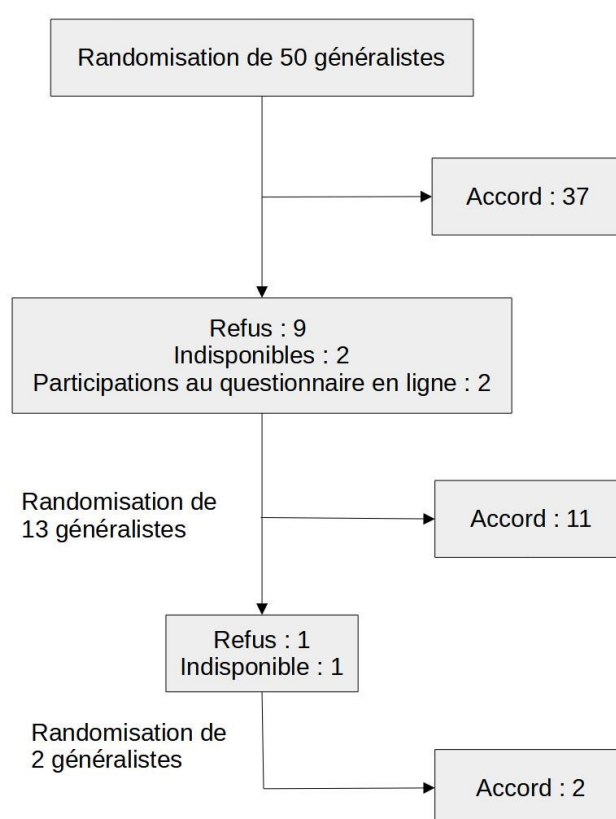 Randomisation de 50 généralistes
Accord : 37
Refus : 9
Indisponibles : 2
Participations au questionnaire en ligne : 2
Randomisation de
13 généralistes
Accord : 11
Refus : 1
Indisponible : 1
Randomisation de
2 généralistes
Accord : 2